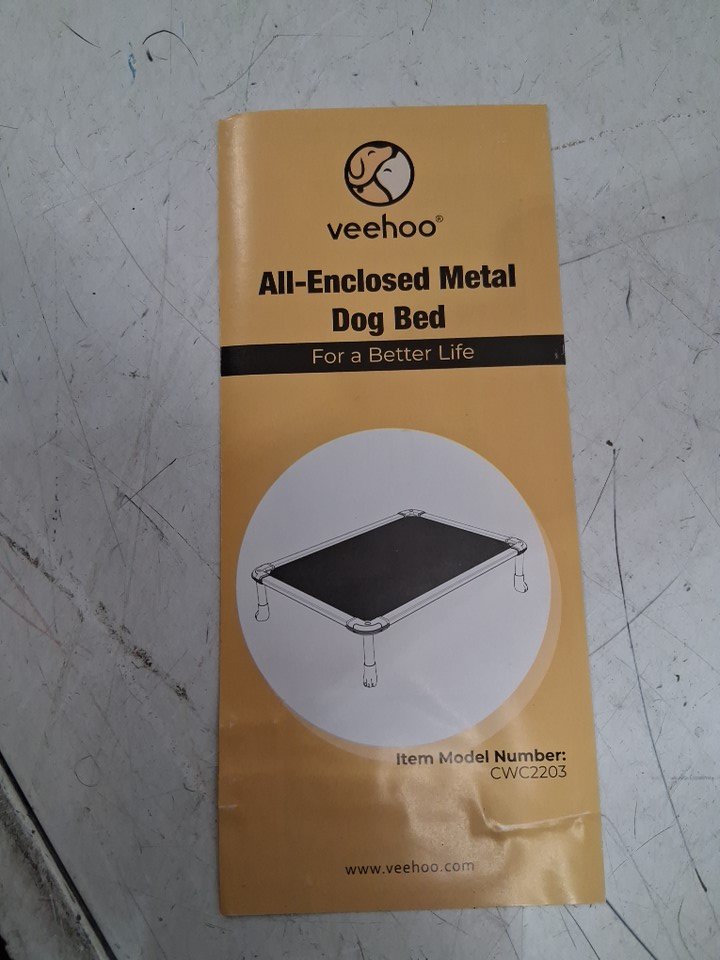 veehoo®
All-Enclosed Metal
Dog Bed
For a Better Life
Item Model Number:
CWC2203
www.veehoo.com